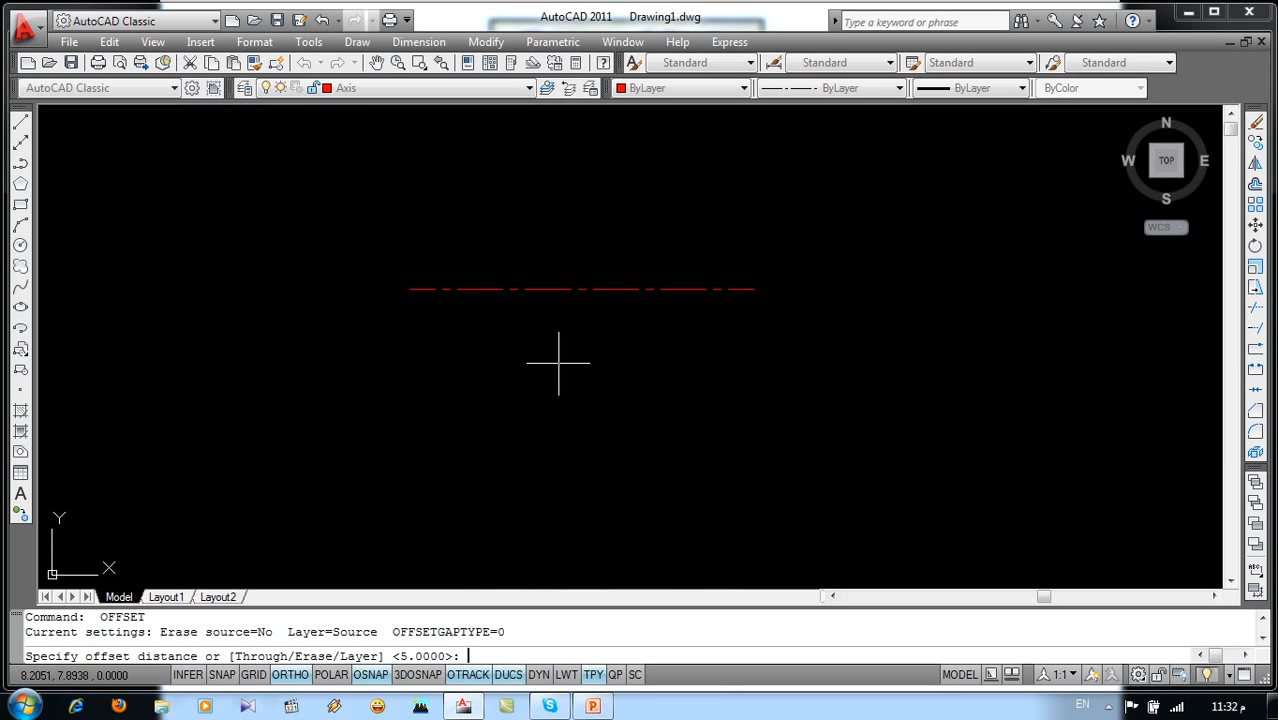 AutoCAD Classic
AutoCAD 2011 Drawing1.dwg
Type a keyword or phrase
File Edit View Insert Format Tools Draw Dimension Modify Parametric Window Help Express
Standard Standard Standard Standard
AutoCAD Classic Axis ByLayer ByLayer ByLayer ByColor
N
W TOP E
S
WCS
Y
X
Model Layout1 Layout2
Command: OFFSET
Current settings: Erase source=No Layer=Source OFFSETGAPTYPE=0
Specify offset distance or [Through/Erase/Layer] <5.0000>:
8.2051, 7.8938, 0.0000 INFER SNAP GRID ORTHO POLAR OSNAP 3DOSNAP OTRACK DUCS DYN LWT TPY QP SC MODEL 1:1
EN 11:32 م